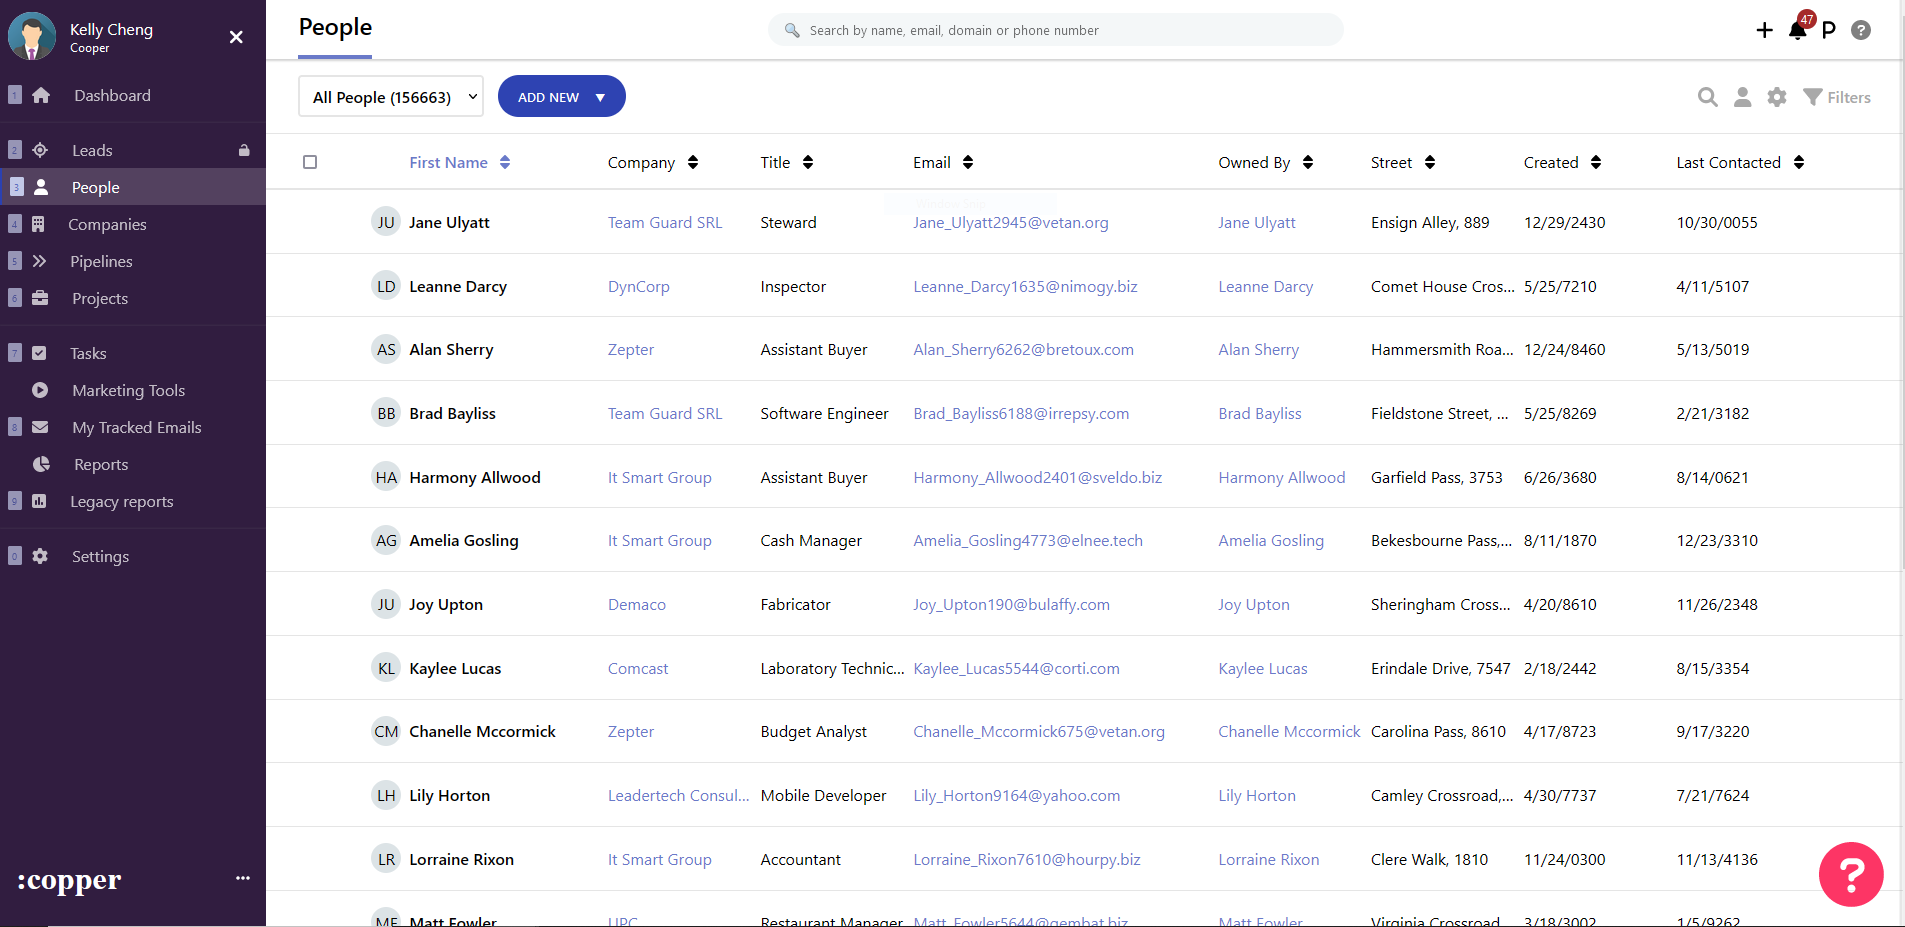 Kelly Cheng
Cooper
1 Dashboard
2 Leads
3 People
4 Companies
5 Pipelines
6 Projects
7 Tasks
Marketing Tools
8 My Tracked Emails
Reports
9 Legacy reports
0 Settings
:copper
People
Search by name, email, domain or phone number
47
P
?
All People (156663)
ADD NEW
Filters
First Name Company Title Email Owned By Street Created Last Contacted
JU Jane Ulyatt Team Guard SRL Steward Jane_Ulyatt2945@vetan.org Jane Ulyatt Ensign Alley, 889 12/29/2430 10/30/0055
LD Leanne Darcy DynCorp Inspector Leanne_Darcy1635@nimogy.biz Leanne Darcy Comet House Cros... 5/25/7210 4/11/5107
AS Alan Sherry Zepter Assistant Buyer Alan_Sherry6262@bretoux.com Alan Sherry Hammersmith Roa... 12/24/8460 5/13/5019
BB Brad Bayliss Team Guard SRL Software Engineer Brad_Bayliss6188@irrepsy.com Brad Bayliss Fieldstone Street, ... 5/25/8269 2/21/3182
HA Harmony Allwood It Smart Group Assistant Buyer Harmony_Allwood2401@sveldo.biz Harmony Allwood Garfield Pass, 3753 6/26/3680 8/14/0621
AG Amelia Gosling It Smart Group Cash Manager Amelia_Gosling4773@elnee.tech Amelia Gosling Bekesbourne Pass,... 8/11/1870 12/23/3310
JU Joy Upton Demaco Fabricator Joy_Upton190@bulaffy.com Joy Upton Sheringham Cross... 4/20/8610 11/26/2348
KL Kaylee Lucas Comcast Laboratory Technic... Kaylee_Lucas5544@corti.com Kaylee Lucas Erindale Drive, 7547 2/18/2442 8/15/3354
CM Chanelle Mccormick Zepter Budget Analyst Chanelle_Mccormick675@vetan.org Chanelle Mccormick Carolina Pass, 8610 4/17/8723 9/17/3220
LH Lily Horton Leadertech Consul... Mobile Developer Lily_Horton9164@yahoo.com Lily Horton Camley Crossroad,... 4/30/7737 7/21/7624
LR Lorraine Rixon It Smart Group Accountant Lorraine_Rixon7610@hourpy.biz Lorraine Rixon Clere Walk, 1810 11/24/0300 11/13/4136
MF Matt Fowler UPC Restaurant Manager Matt_Fowler5644@gembat.biz Matt Fowler Virginia Crossroad 3/18/3002 1/5/9262
?